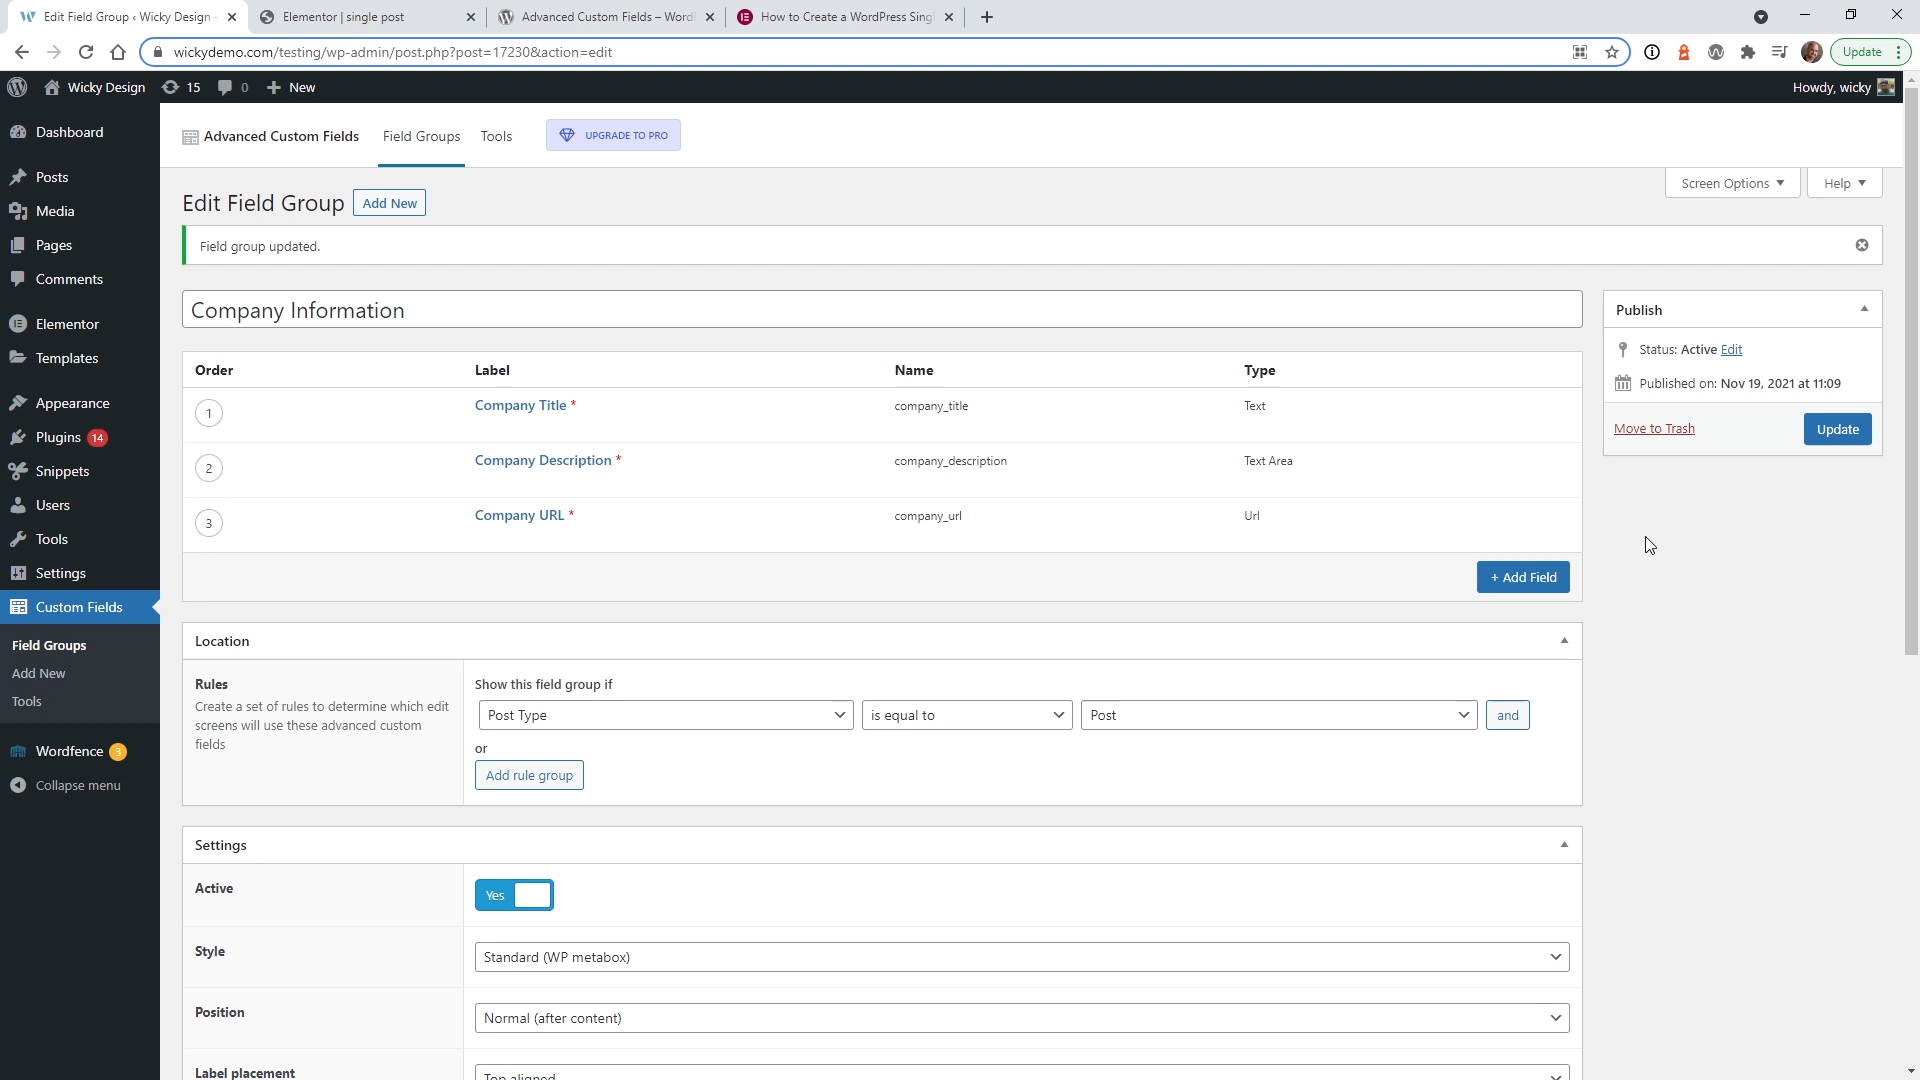 Edit Field Group ‹ Wicky Design -
Elementor | single post
Advanced Custom Fields – Word
How to Create a WordPress Sing
wickydemo.com/testing/wp-admin/post.php?post=17230&action=edit
Update
Wicky Design
15
0
New
Howdy, wicky
Dashboard
Posts
Media
Pages
Comments
Elementor
Templates
Appearance
Plugins 14
Snippets
Users
Tools
Settings
Custom Fields
Field Groups
Add New
Tools
Wordfence 3
Collapse menu
Advanced Custom Fields
Field Groups
Tools
UPGRADE TO PRO
Screen Options
Help
Edit Field Group
Add New
Field group updated.
Company Information
Order Label Name Type
1 Company Title * company_title Text
2 Company Description * company_description Text Area
3 Company URL * company_url Url
+ Add Field
Publish
Status: Active Edit
Published on: Nov 19, 2021 at 11:09
Move to Trash
Update
Location
Rules
Create a set of rules to determine which edit
screens will use these advanced custom
fields
Show this field group if
Post Type
is equal to
Post
and
or
Add rule group
Settings
Active
Yes
Style
Standard (WP metabox)
Position
Normal (after content)
Label placement
Top aligned